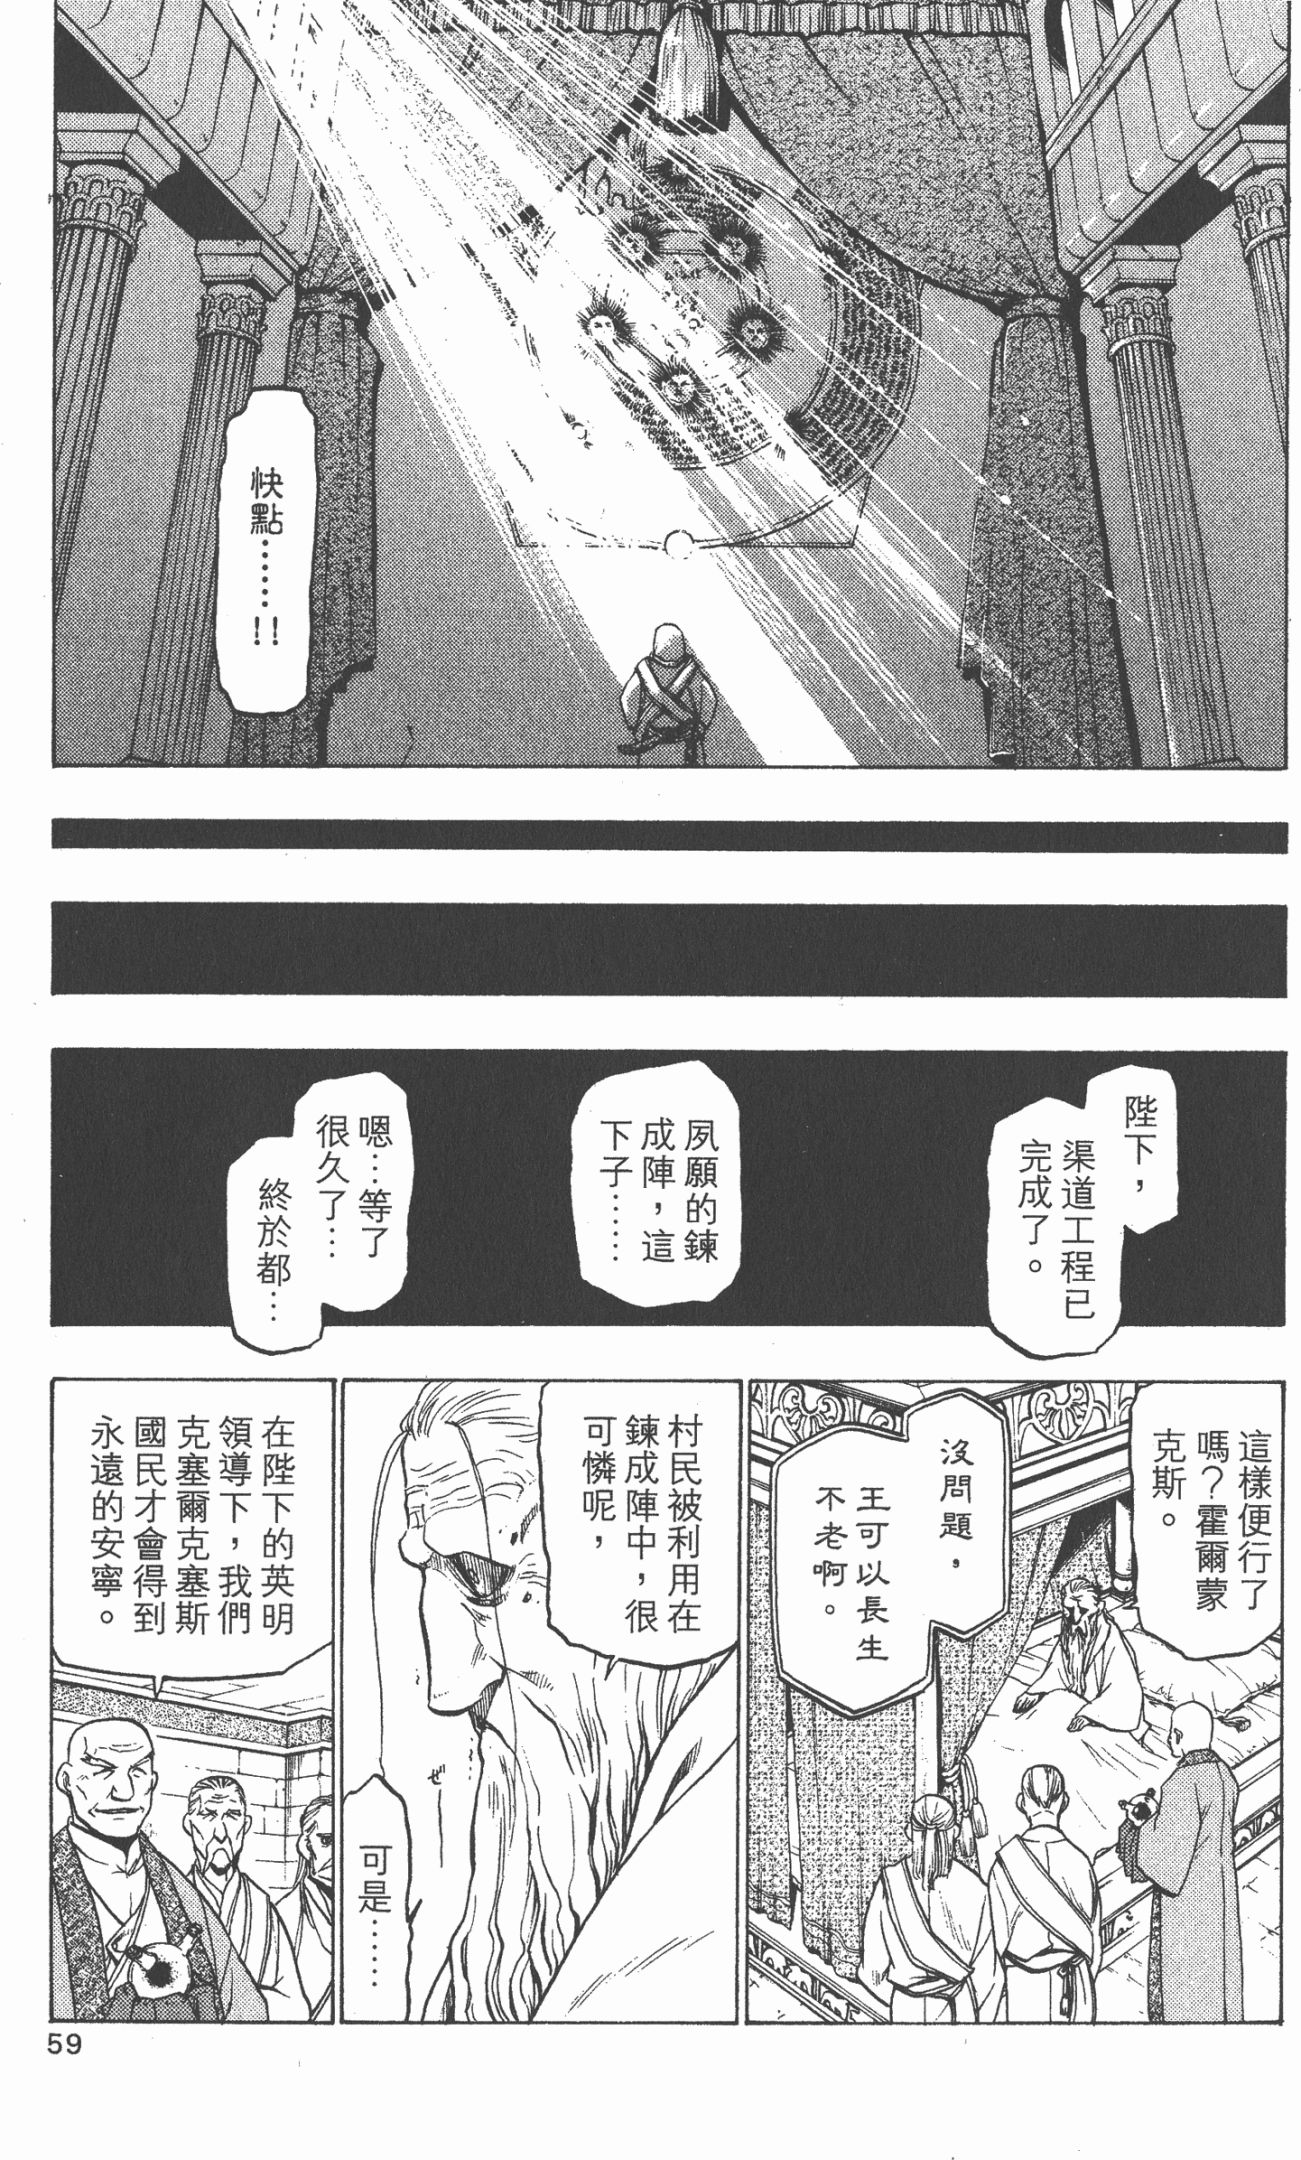 快點……!!
陛下，
渠道工程已
完成了。
夙願的鍊
成陣，這
下子……
嗯…等了
很久了…
終於都…
這樣便行了
嗎？霍爾蒙
克斯。
沒問題，
王可以長生
不老啊。
村民被利用在
鍊成陣中，很
可憐呢，
ぜ
可是……
在陛下的英明
領導下，我們
克塞爾克塞斯
國民才會得到
永遠的安寧。
59